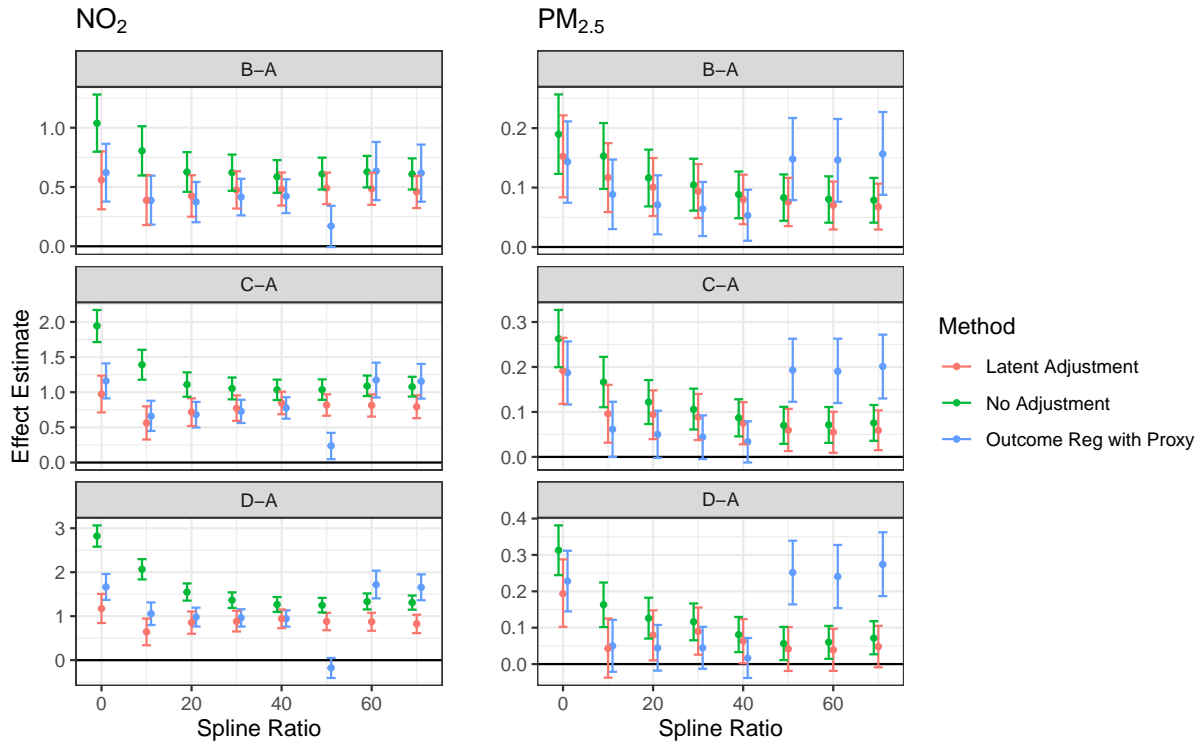 NO₂
PM₂.₅
B−A
B−A
1.0
0.5
0.0
0.2
0.1
0.0
C−A
C−A
2.0
1.5
1.0
0.5
0.0
0.3
0.2
0.1
0.0
D−A
D−A
3
2
1
0
0.4
0.3
0.2
0.1
0.0
0 20 40 60
0 20 40 60
Spline Ratio
Spline Ratio
Effect Estimate
Method
Latent Adjustment
No Adjustment
Outcome Reg with Proxy